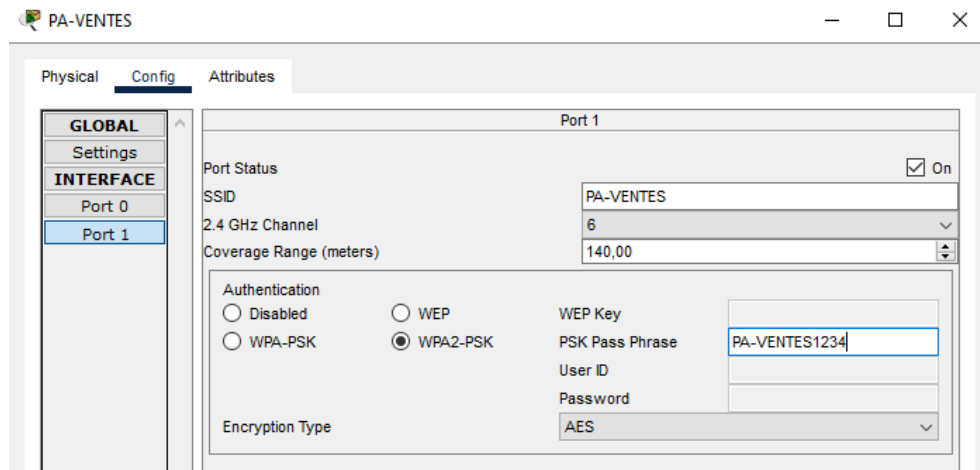 PA-VENTES
Physical Config Attributes
GLOBAL
Settings
INTERFACE
Port 0
Port 1
Port 1
Port Status On
SSID PA-VENTES
2.4 GHz Channel 6
Coverage Range (meters) 140,00
Authentication
Disabled WEP WEP Key
WPA-PSK WPA2-PSK PSK Pass Phrase PA-VENTES1234
User ID
Password
Encryption Type AES